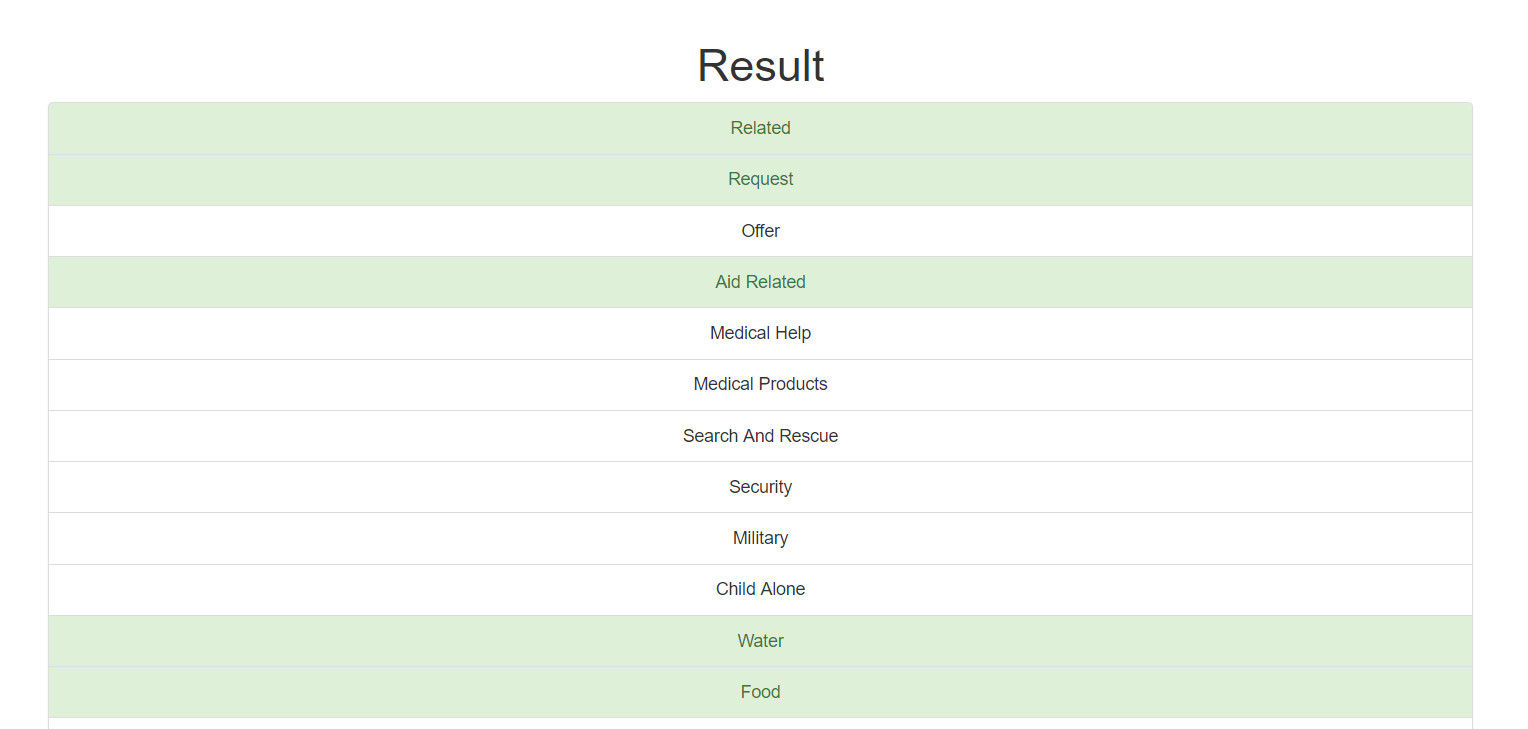 Result
Related
Request
Offer
Aid Related
Medical Help
Medical Products
Search And Rescue
Security
Military
Child Alone
Water
Food